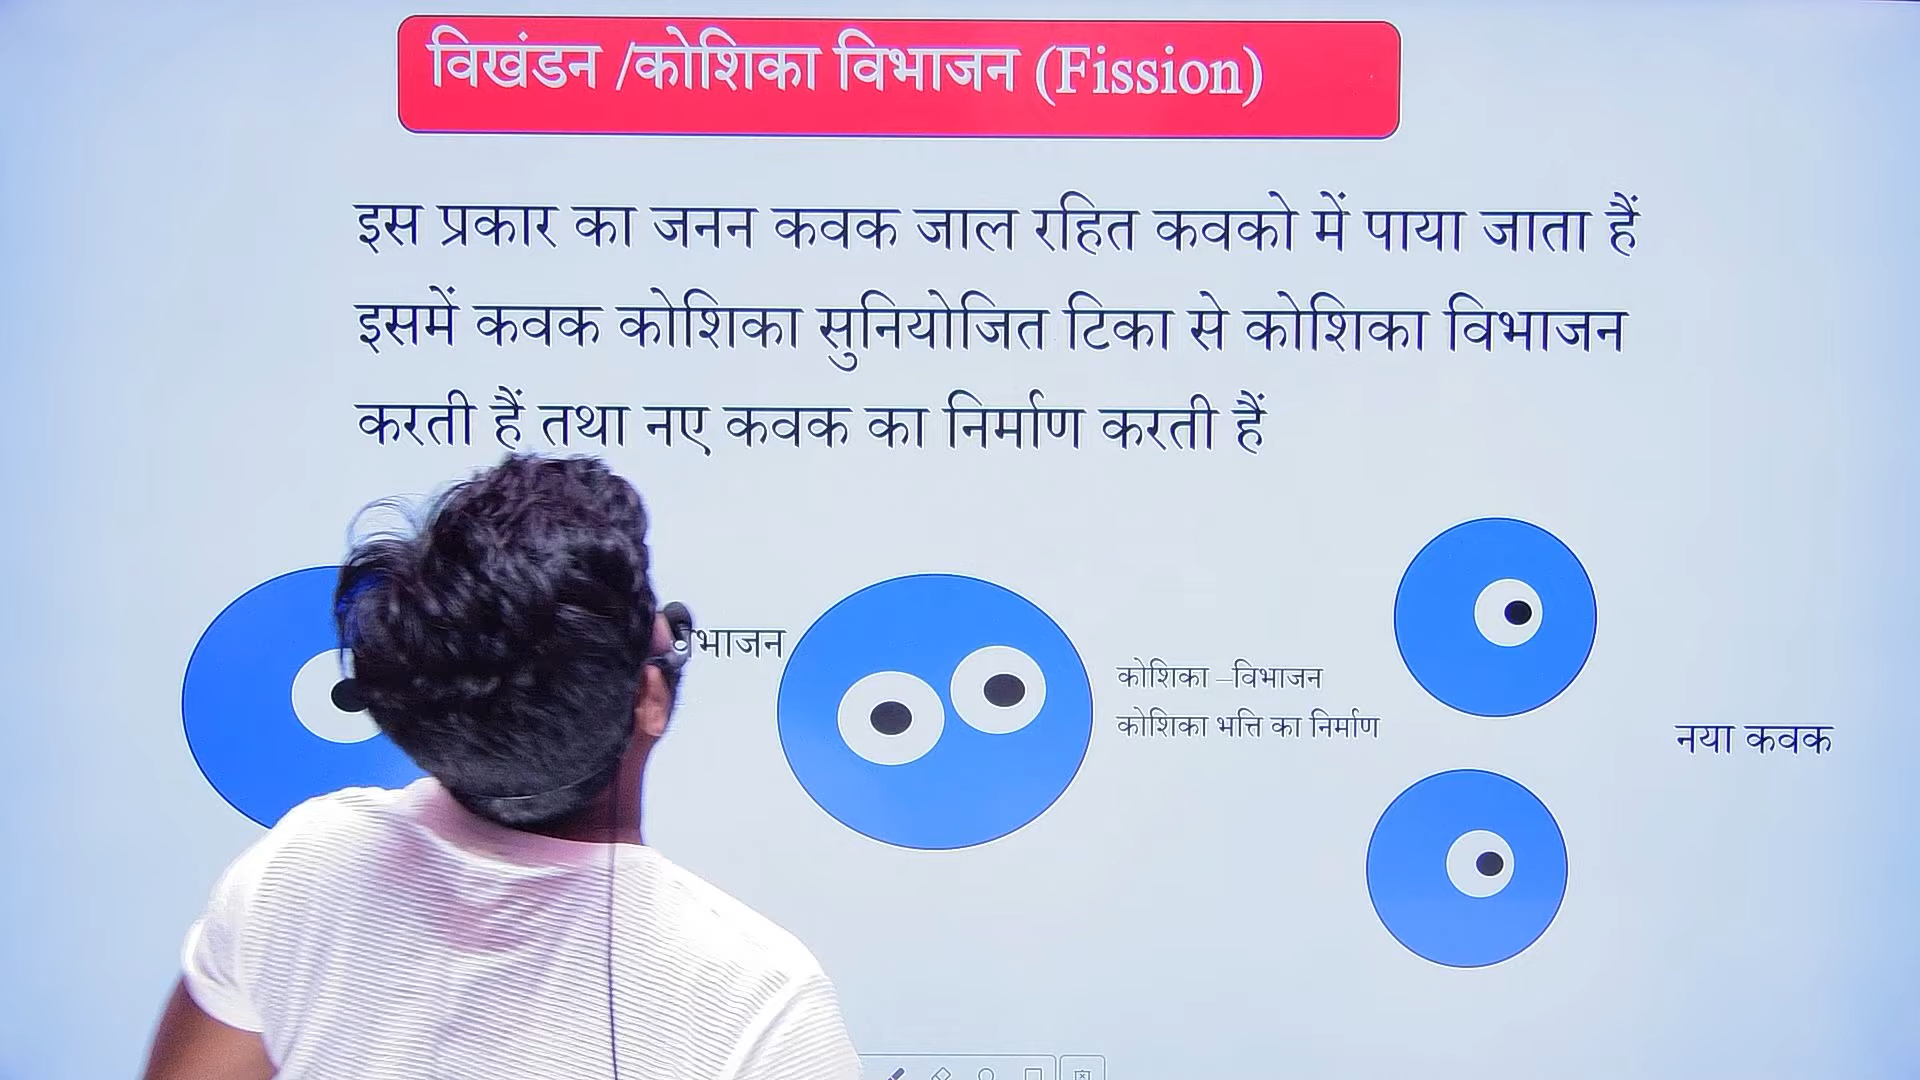 विखंडन /कोशिका विभाजन (Fission)
इस प्रकार का जनन कवक जाल रहित कवको में पाया जाता हैं
इसमें कवक कोशिका सुनियोजित टिका से कोशिका विभाजन
करती हैं तथा नए कवक का निर्माण करती हैं
कोशिका –विभाजन
कोशिका भत्ति का निर्माण
नया कवक